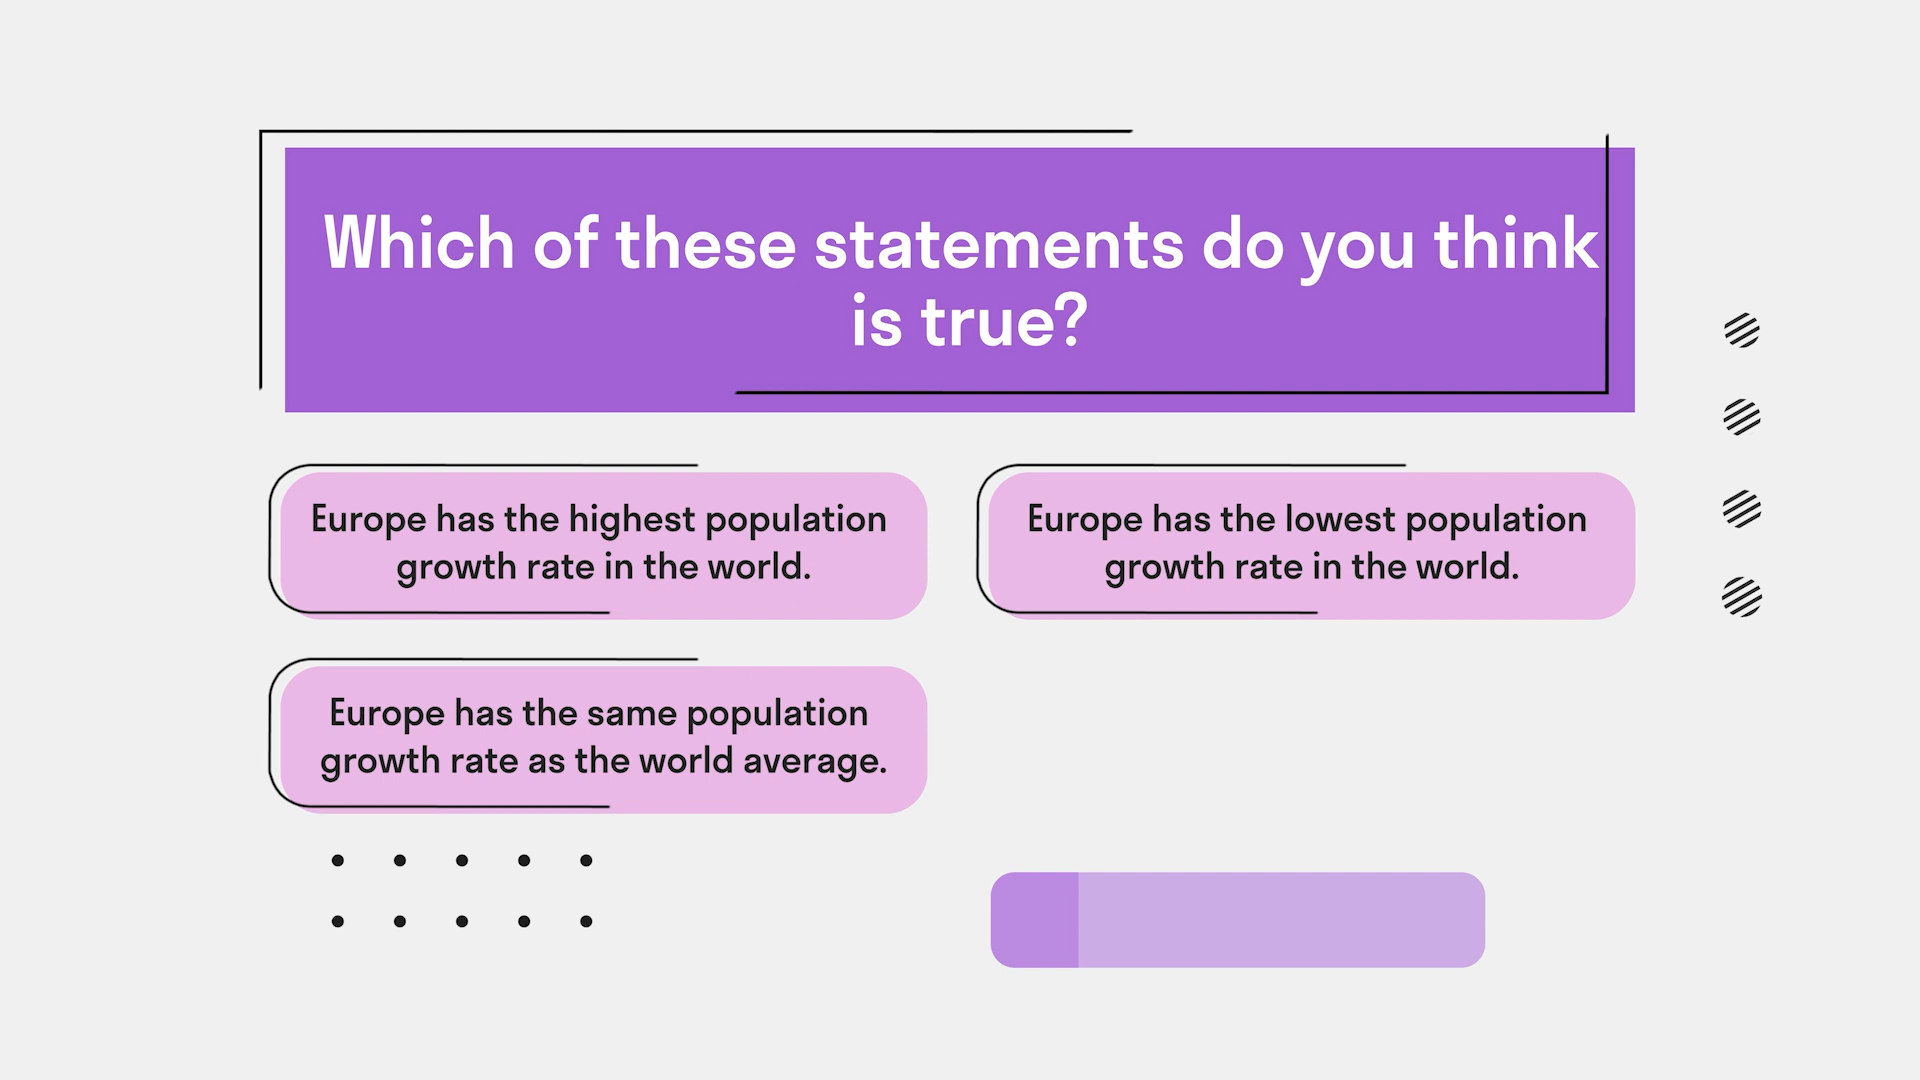 Which of these statements do you think
is true?
Europe has the highest population
growth rate in the world.
Europe has the lowest population
growth rate in the world.
Europe has the same population
growth rate as the world average.